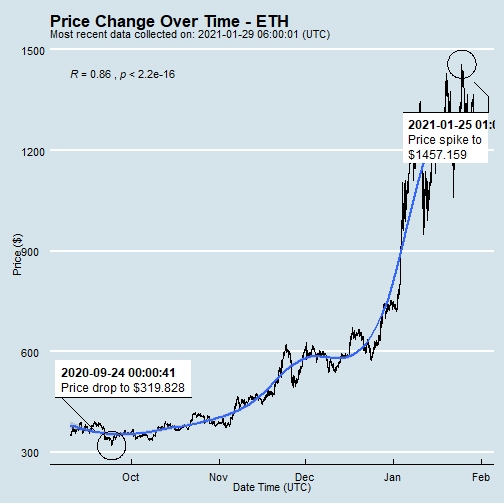 Price Change Over Time - ETH
Most recent data collected on: 2021-01-29 06:00:01 (UTC)
R = 0.86 , p < 2.2e-16
1500
1200
900
600
300
Price ($)
2021-01-25 01:0
Price spike to
$1457.159
2020-09-24 00:00:41
Price drop to $319.828
Oct
Nov
Dec
Jan
Feb
Date Time (UTC)